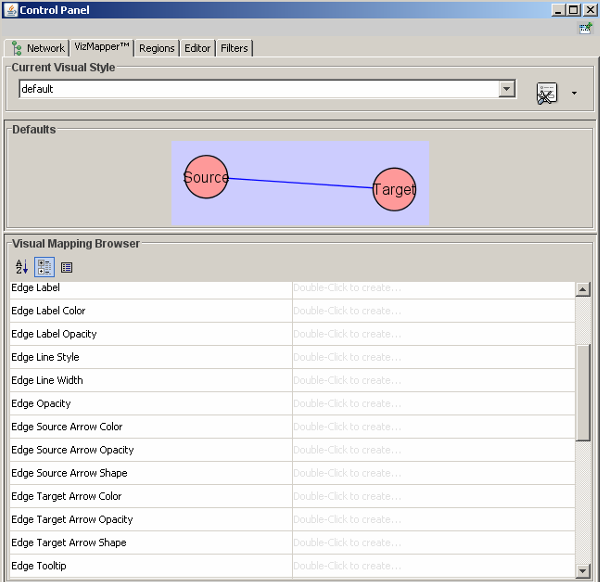 Control Panel
Network VizMapper™ Regions Editor Filters
Current Visual Style
default
Defaults
Source
Target
Visual Mapping Browser
A
Z
Edge Label Double-Click to create...
Edge Label Color Double-Click to create...
Edge Label Opacity Double-Click to create...
Edge Line Style Double-Click to create...
Edge Line Width Double-Click to create...
Edge Opacity Double-Click to create...
Edge Source Arrow Color Double-Click to create...
Edge Source Arrow Opacity Double-Click to create...
Edge Source Arrow Shape Double-Click to create...
Edge Target Arrow Color Double-Click to create...
Edge Target Arrow Opacity Double-Click to create...
Edge Target Arrow Shape Double-Click to create...
Edge Tooltip Double-Click to create...